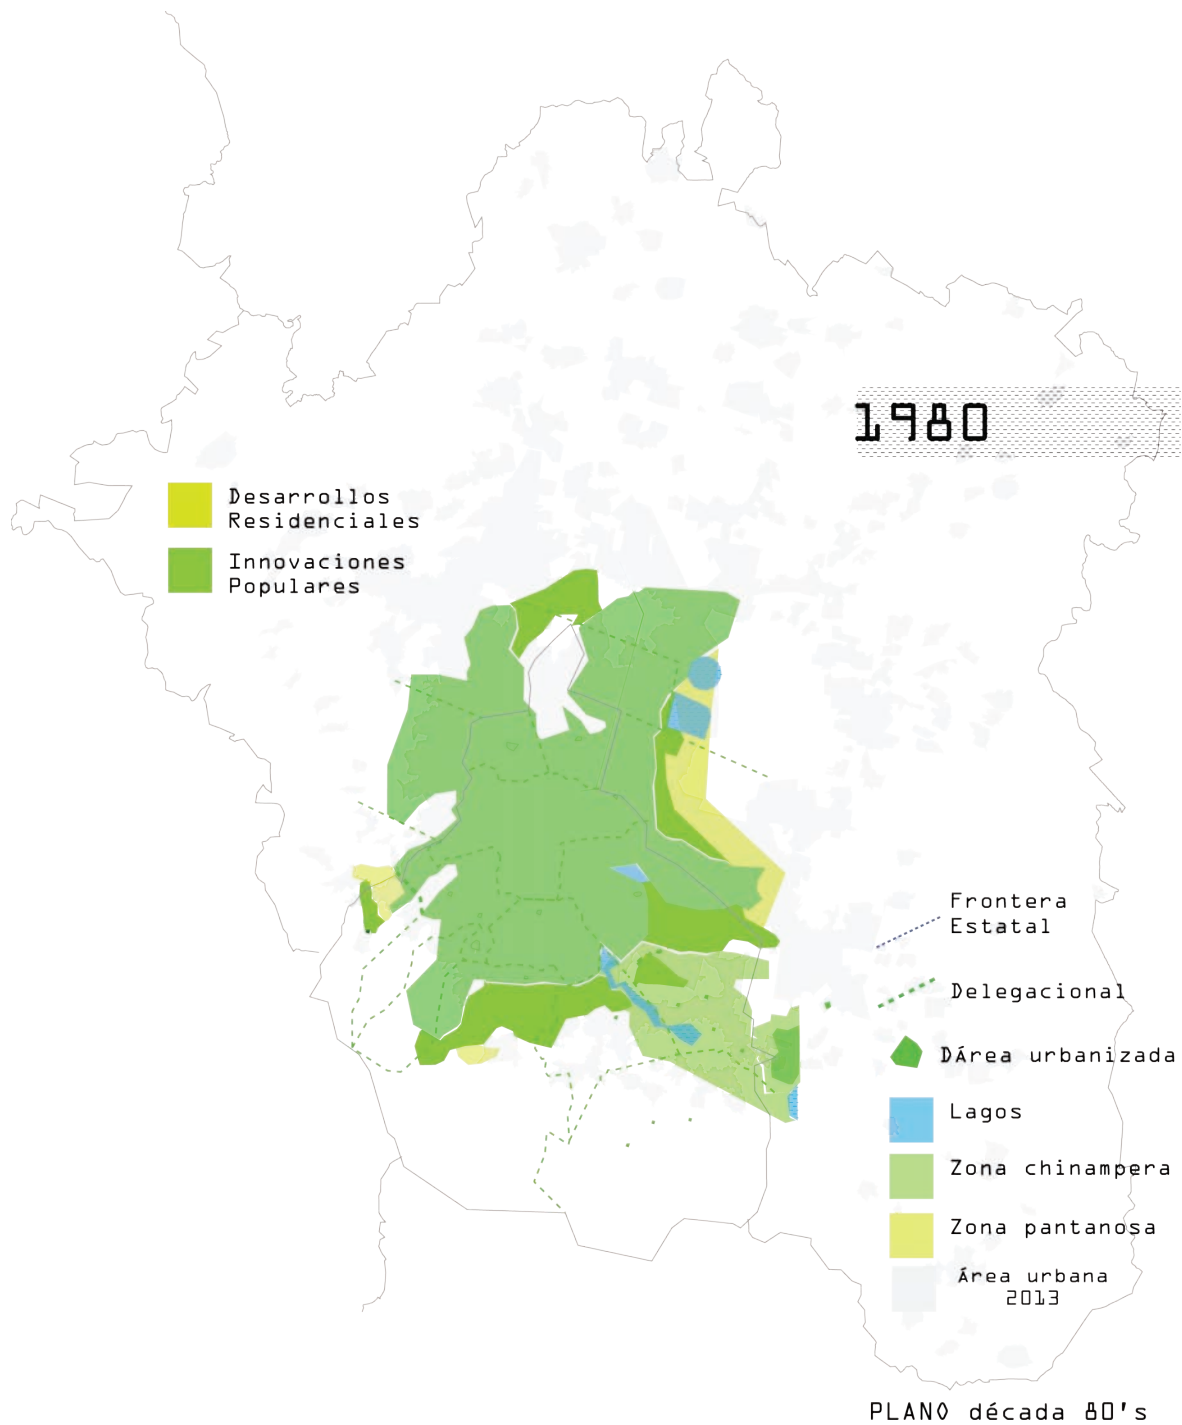 1980
Desarrollos
Residenciales
Innovaciones
Populares
Frontera
Estatal
Delegacional
DÁrea urbanizada
Lagos
Zona chinampera
Zona pantanosa
Área urbana
2013
PLANO década 80's